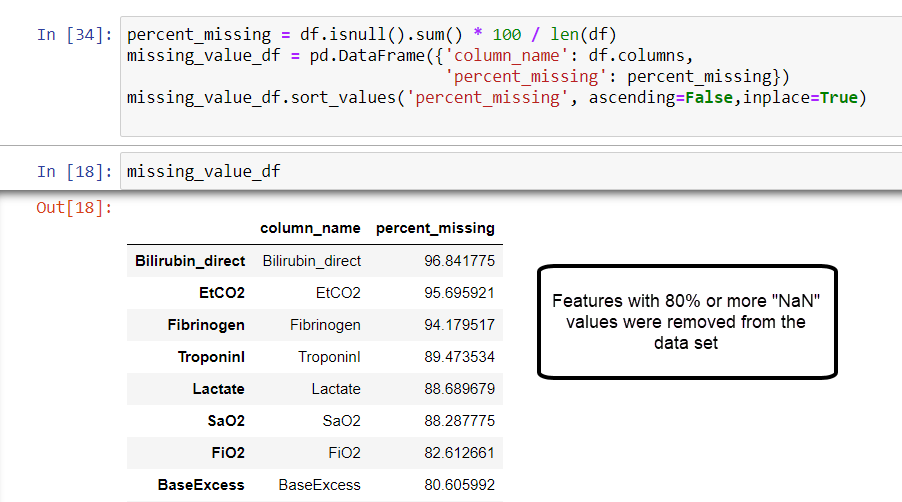 In [34]: percent_missing = df.isnull().sum() * 100 / len(df)
missing_value_df = pd.DataFrame({'column_name': df.columns,
'percent_missing': percent_missing})
missing_value_df.sort_values('percent_missing', ascending=False,inplace=True)
In [18]: missing_value_df
Out[18]:
column_name percent_missing
Bilirubin_direct Bilirubin_direct 96.841775
EtCO2 EtCO2 95.695921
Fibrinogen Fibrinogen 94.179517
TroponinI TroponinI 89.473534
Lactate Lactate 88.689679
SaO2 SaO2 88.287775
FiO2 FiO2 82.612661
BaseExcess BaseExcess 80.605992
Features with 80% or more "NaN"
values were removed from the
data set